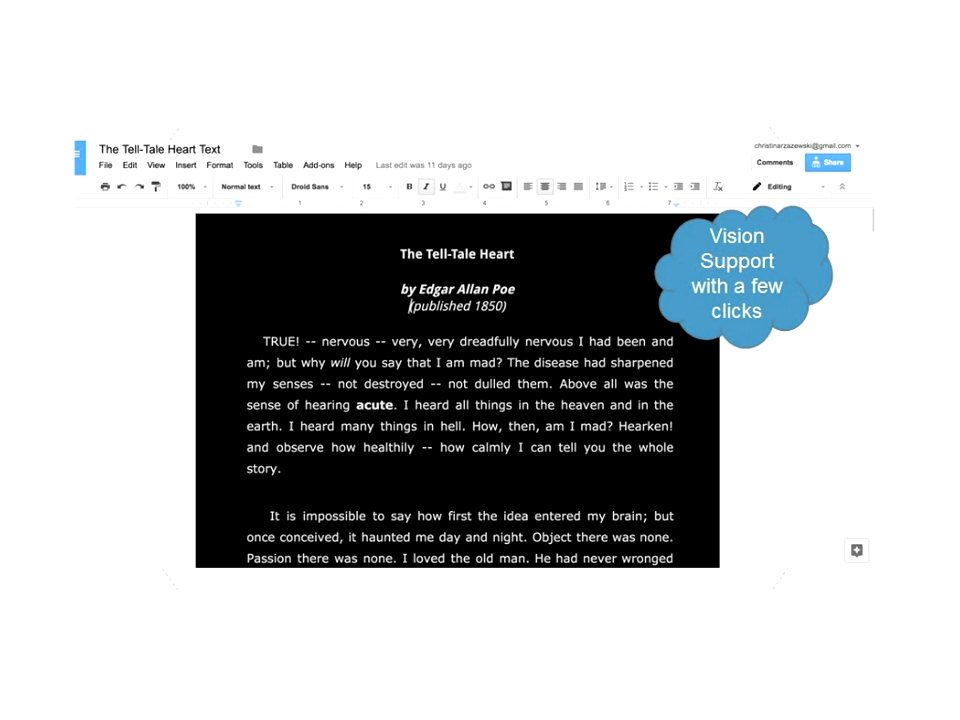 The Tell-Tale Heart Text
christinarzazewski@gmail.com
File Edit View Insert Format Tools Table Add-ons Help Last edit was 11 days ago
Comments Share
100% Normal text Droid Sans 15 B I U A Editing
1 2 3 4 5 6 7
The Tell-Tale Heart
by Edgar Allan Poe
(published 1850)
Vision
Support
with a few
clicks
TRUE! -- nervous -- very, very dreadfully nervous I had been and
am; but why will you say that I am mad? The disease had sharpened
my senses -- not destroyed -- not dulled them. Above all was the
sense of hearing acute. I heard all things in the heaven and in the
earth. I heard many things in hell. How, then, am I mad? Hearken!
and observe how healthily -- how calmly I can tell you the whole
story.
It is impossible to say how first the idea entered my brain; but
once conceived, it haunted me day and night. Object there was none.
Passion there was none. I loved the old man. He had never wronged